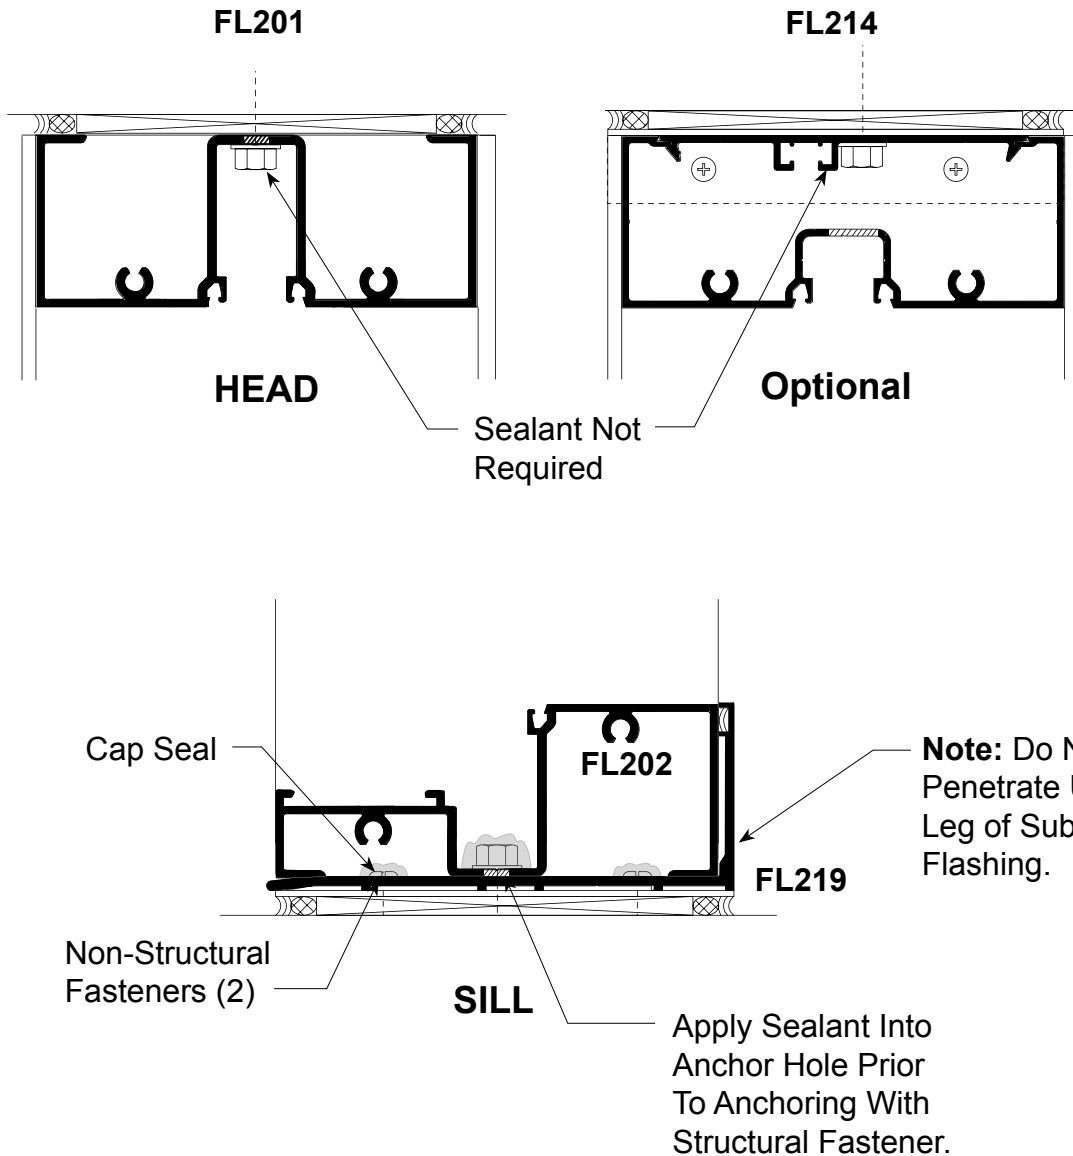 FL201
FL214
HEAD
Optional
Sealant Not
Required
Cap Seal
FL202
Note: Do
Penetrate
Leg of Sub
Flashing.
FL219
Non-Structural
Fasteners (2)
SILL
Apply Sealant Into
Anchor Hole Prior
To Anchoring With
Structural Fastener.